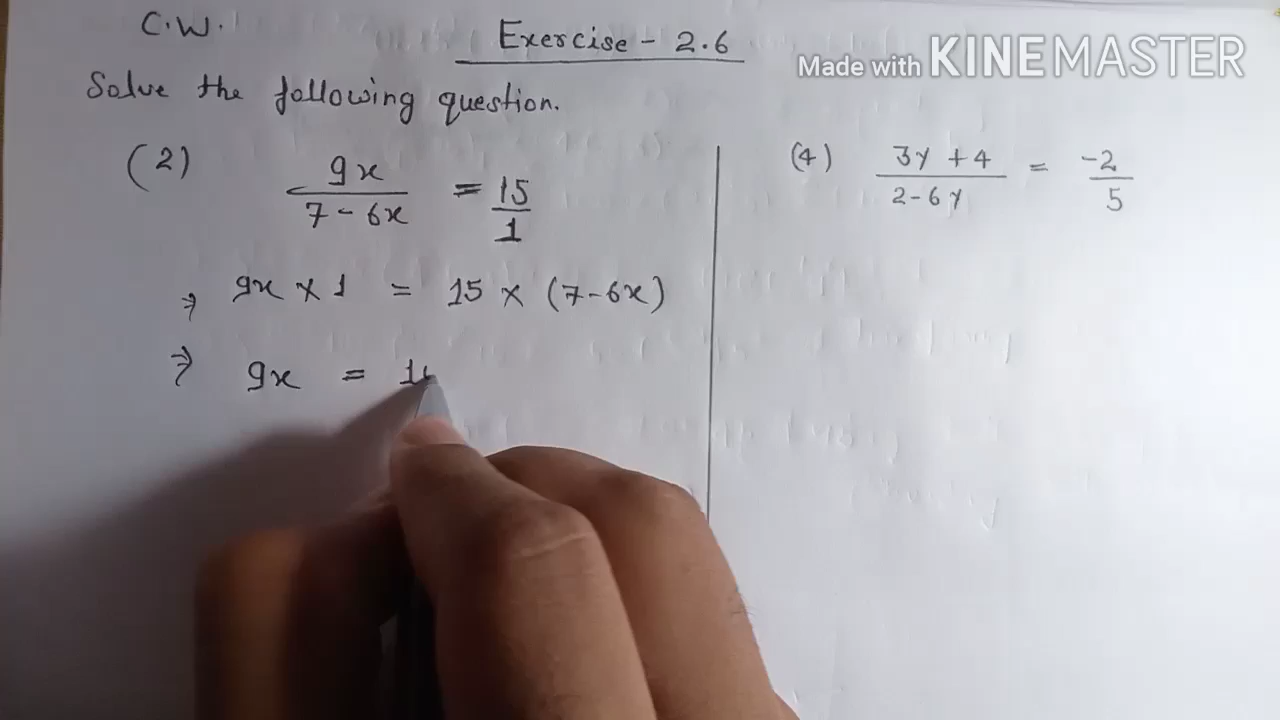 C.W.
Exercise - 2.6
Made with KINEMASTER
Solve the following question.
(2) 9x / 7 - 6x = 15 / 1
⇒ 9x × 1 = 15 × (7-6x)
⇒ 9x =
(4) 3y + 4 / 2 - 6y = -2 / 5